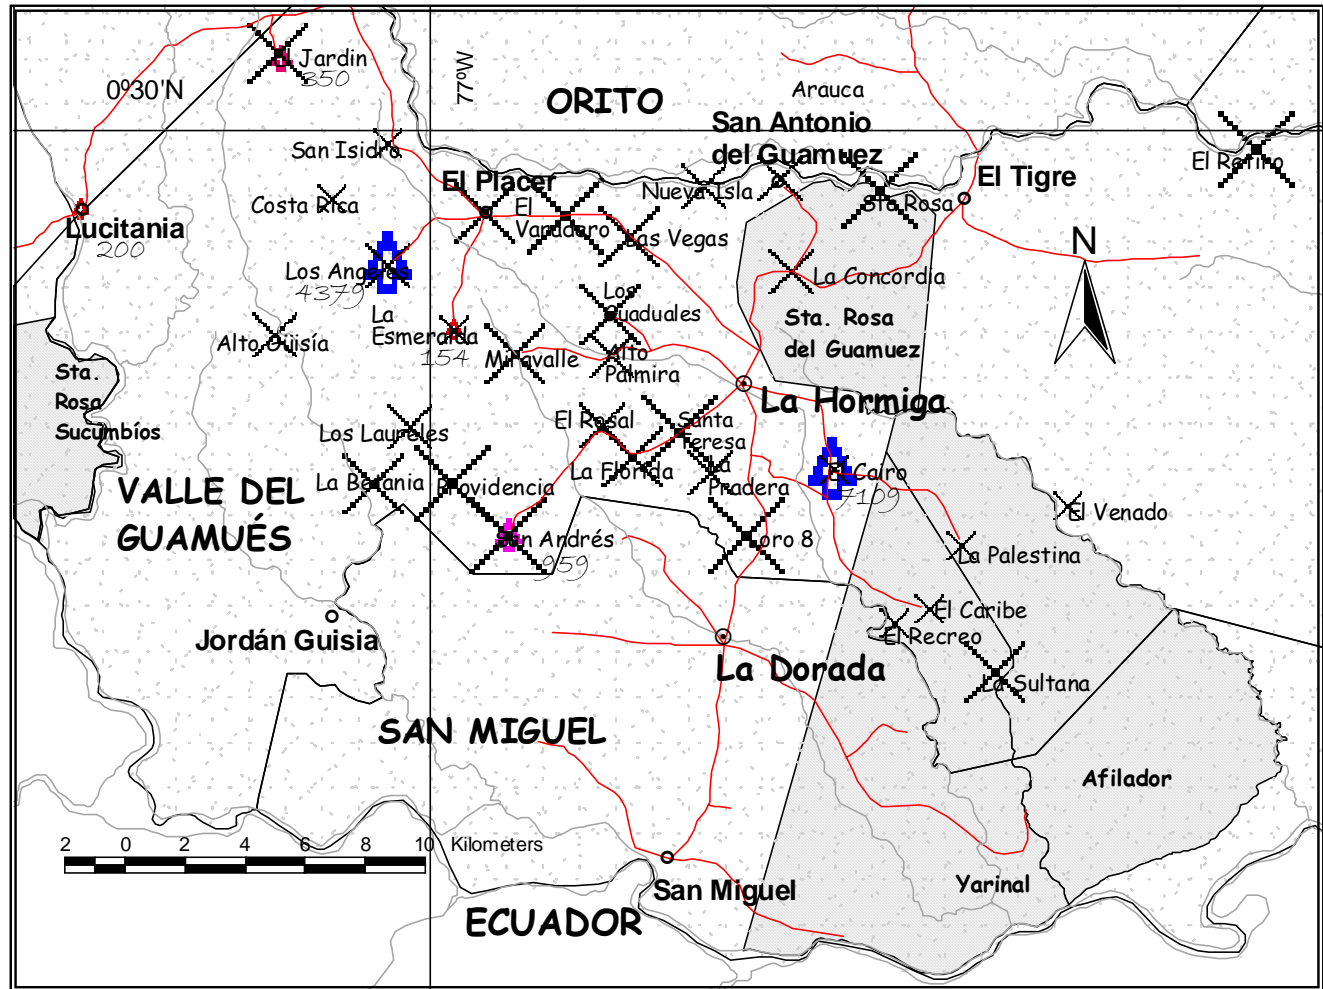 Jardin
350
0º30'N
77ºW
ORITO
Arauca
San Antonio
del Guamuez
San Isidro
El Refino
El Placer
Nueva Isla
El Tigre
Costa Rica
El
Varadero
Sta Rosa
Lucitania
200
Las Vegas
N
Los Angeles
4379
La Concordia
Los
Guaduales
La
Esmeralda
154
Sta. Rosa
del Guamuez
Alto Güisía
Miravalle
Alto
Palmira
Sta.
Rosa
Sucumbíos
La Hormiga
El Rosal
Santa
Teresa
Los Laureles
La Florida
La
Pradera
El Cairo
7109
La Betania
Providencia
VALLE DEL
GUAMUÉS
El Venado
San Andrés
959
Loro 8
La Palestina
El Caribe
El Recreo
Jordán Guisia
La Dorada
La Sultana
SAN MIGUEL
Afilador
2 0 2 4 6 8 10 Kilometers
San Miguel
Yarinal
ECUADOR